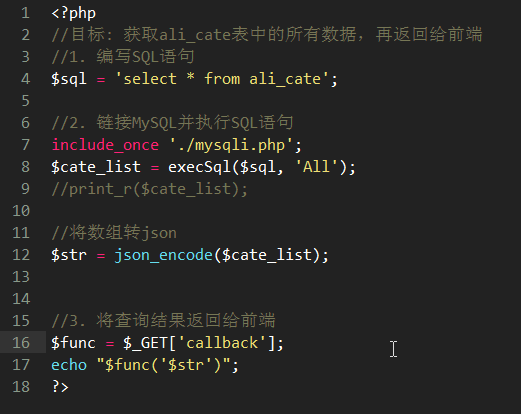 1 <?php
2 //目标: 获取ali_cate表中的所有数据，再返回给前端
3 //1. 编写SQL语句
4 $sql = 'select * from ali_cate';
5
6 //2. 链接MySQL并执行SQL语句
7 include_once './mysqli.php';
8 $cate_list = execSql($sql, 'All');
9 //print_r($cate_list);
10
11 //将数组转json
12 $str = json_encode($cate_list);
13
14
15 //3. 将查询结果返回给前端
16 $func = $_GET['callback'];
17 echo "$func('$str')";
18 ?>